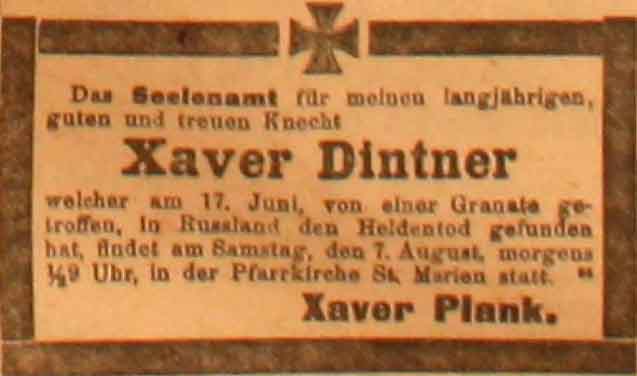 Das Seelenamt für meinen langjährigen,
guten und treuen Knecht
Xaver Dintner
welcher am 17. Juni, von einer Granate ge-
troffen, in Russland den Heldentod gefunden
hat, findet am Samstag, den 7. August, morgens
½9 Uhr, in der Pfarrkirche St. Marien statt.
Xaver Plank.